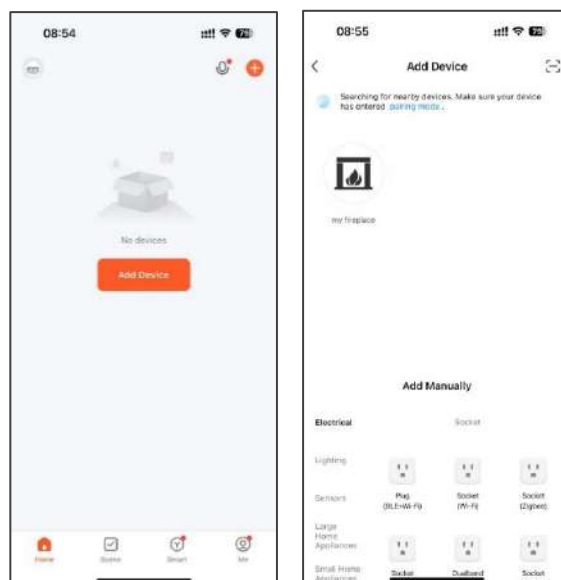 08:54
79
No devices
Add Device
Home
Scene
Smart
Me
08:55
79
Add Device
Searching for nearby devices. Make sure your device
has entered pairing mode.
my fireplace
Add Manually
Electrical
Socket
Lighting
Plug
(BLE+Wi-Fi)
Socket
(Wi-Fi)
Socket
(Zigbee)
Sensors
Large
Home
Appliances
Small Home
Appliances
Socket
Dualband
Socket